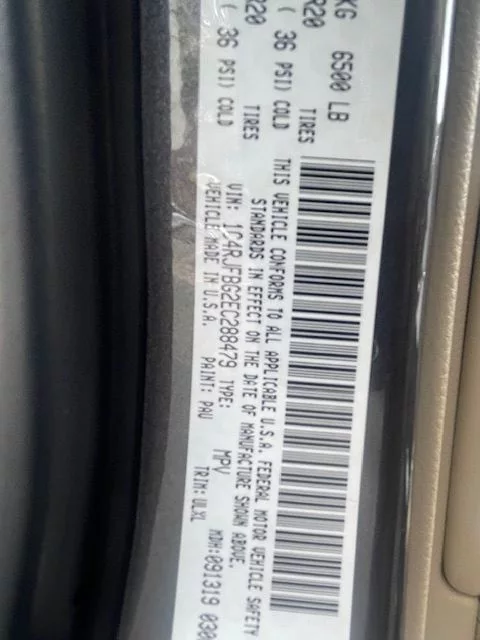 KG 6500 LB
R20 TIRES
( 36 PSI) COLD
R20 TIRES
( 36 PSI) COLD
THIS VEHICLE CONFORMS TO ALL APPLICABLE U.S.A. FEDERAL MOTOR VEHICLE SAFETY
STANDARDS IN EFFECT ON THE DATE OF MANUFACTURE SHOWN ABOVE.
VIN: 1C4RJFBG2EC288479 TYPE: MPV
VEHICLE MADE IN U.S.A. PAINT: PAU TRIM: ULXL
MDH:091319 030